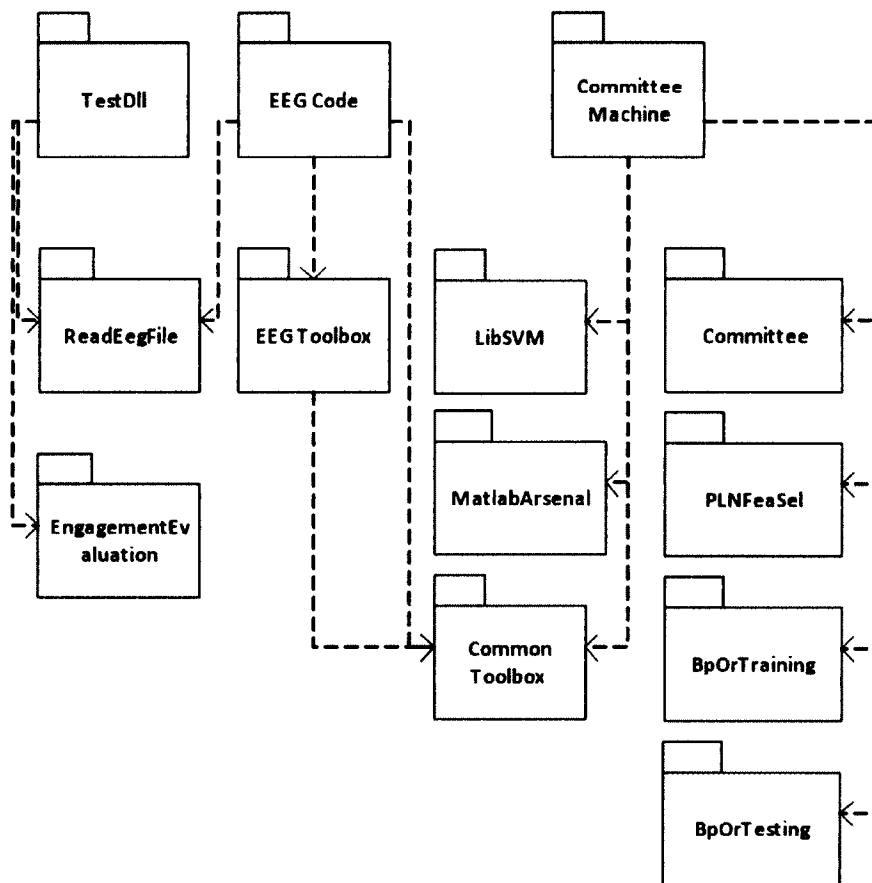 TestDll
EEG Code
Committee
Machine
ReadEegFile
EEG Toolbox
LibSVM
Committee
MatlabArsenal
PLNFeaSel
EngagementEv
aluation
Common
Toolbox
BpOrTraining
BpOrTesting